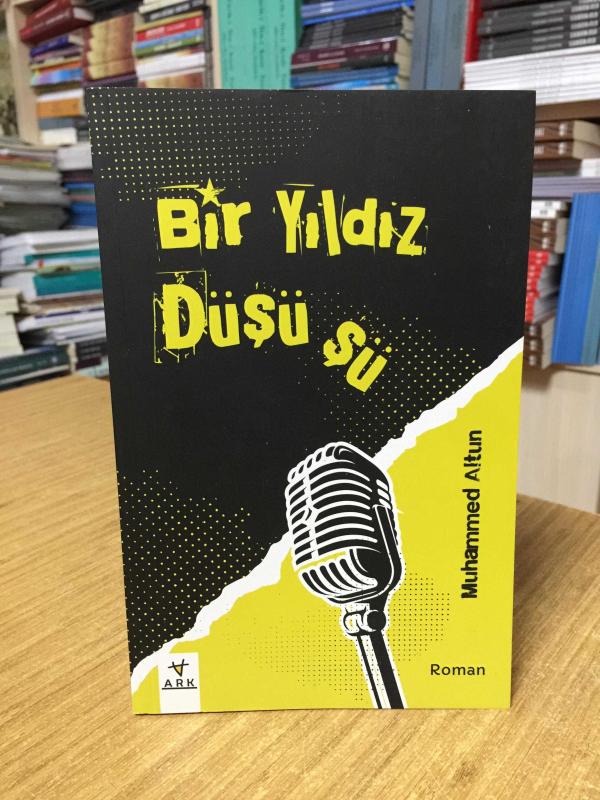 Bir Yıldız
Düşü şü
Muhammed Altun
Roman
ARK